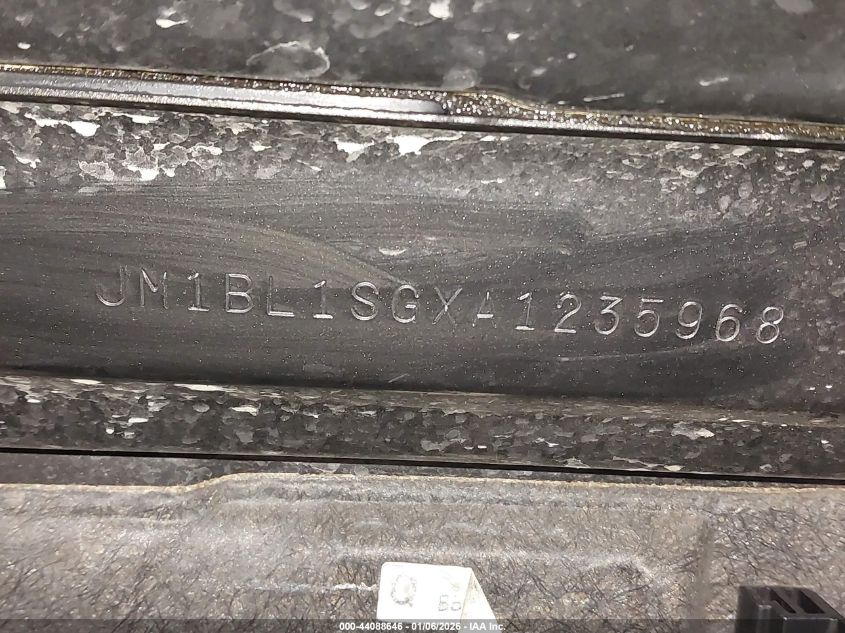 JM1BL1SGXA1235968
Q
000-44088646 - 01/06/2026 - IAA Inc.